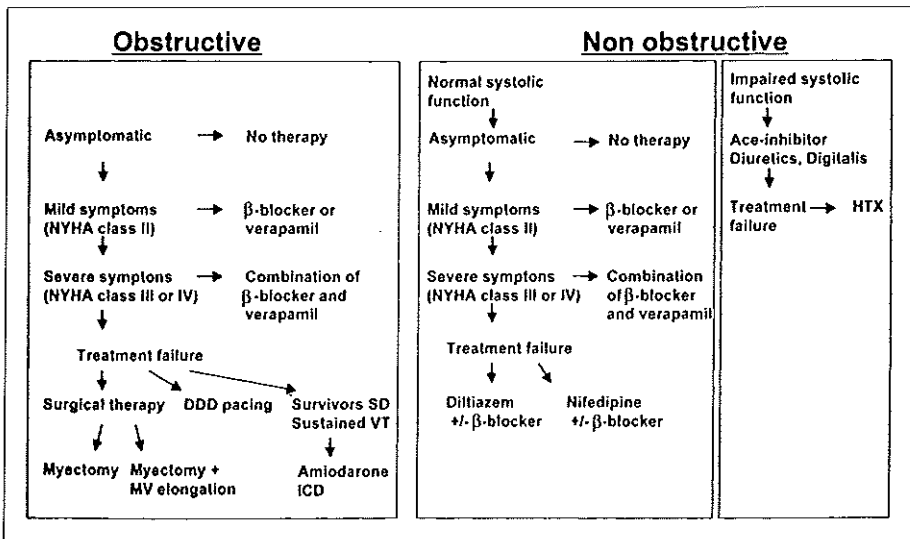 Obstructive
Asymptomatic → No therapy
Mild symptoms → β-blocker or
(NYHA class II) verapamil
Severe symptons → Combination of
(NYHA class III or IV) β-blocker and
verapamil
Treatment failure
Surgical therapy DDD pacing Survivors SD
Sustained VT
Myectomy Myectomy + Amiodarone
MV elongation ICD
Non obstructive
Normal systolic
function
Asymptomatic → No therapy
Mild symptoms → β-blocker or
(NYHA class II) verapamil
Severe symptons → Combination
(NYHA class III or IV) of β-blocker
and verapamil
Treatment failure
Diltiazem Nifedipine
+/- β-blocker +/- β-blocker
Impaired systolic
function
Ace-inhibitor
Diuretics, Digitalis
Treatment → HTX
failure